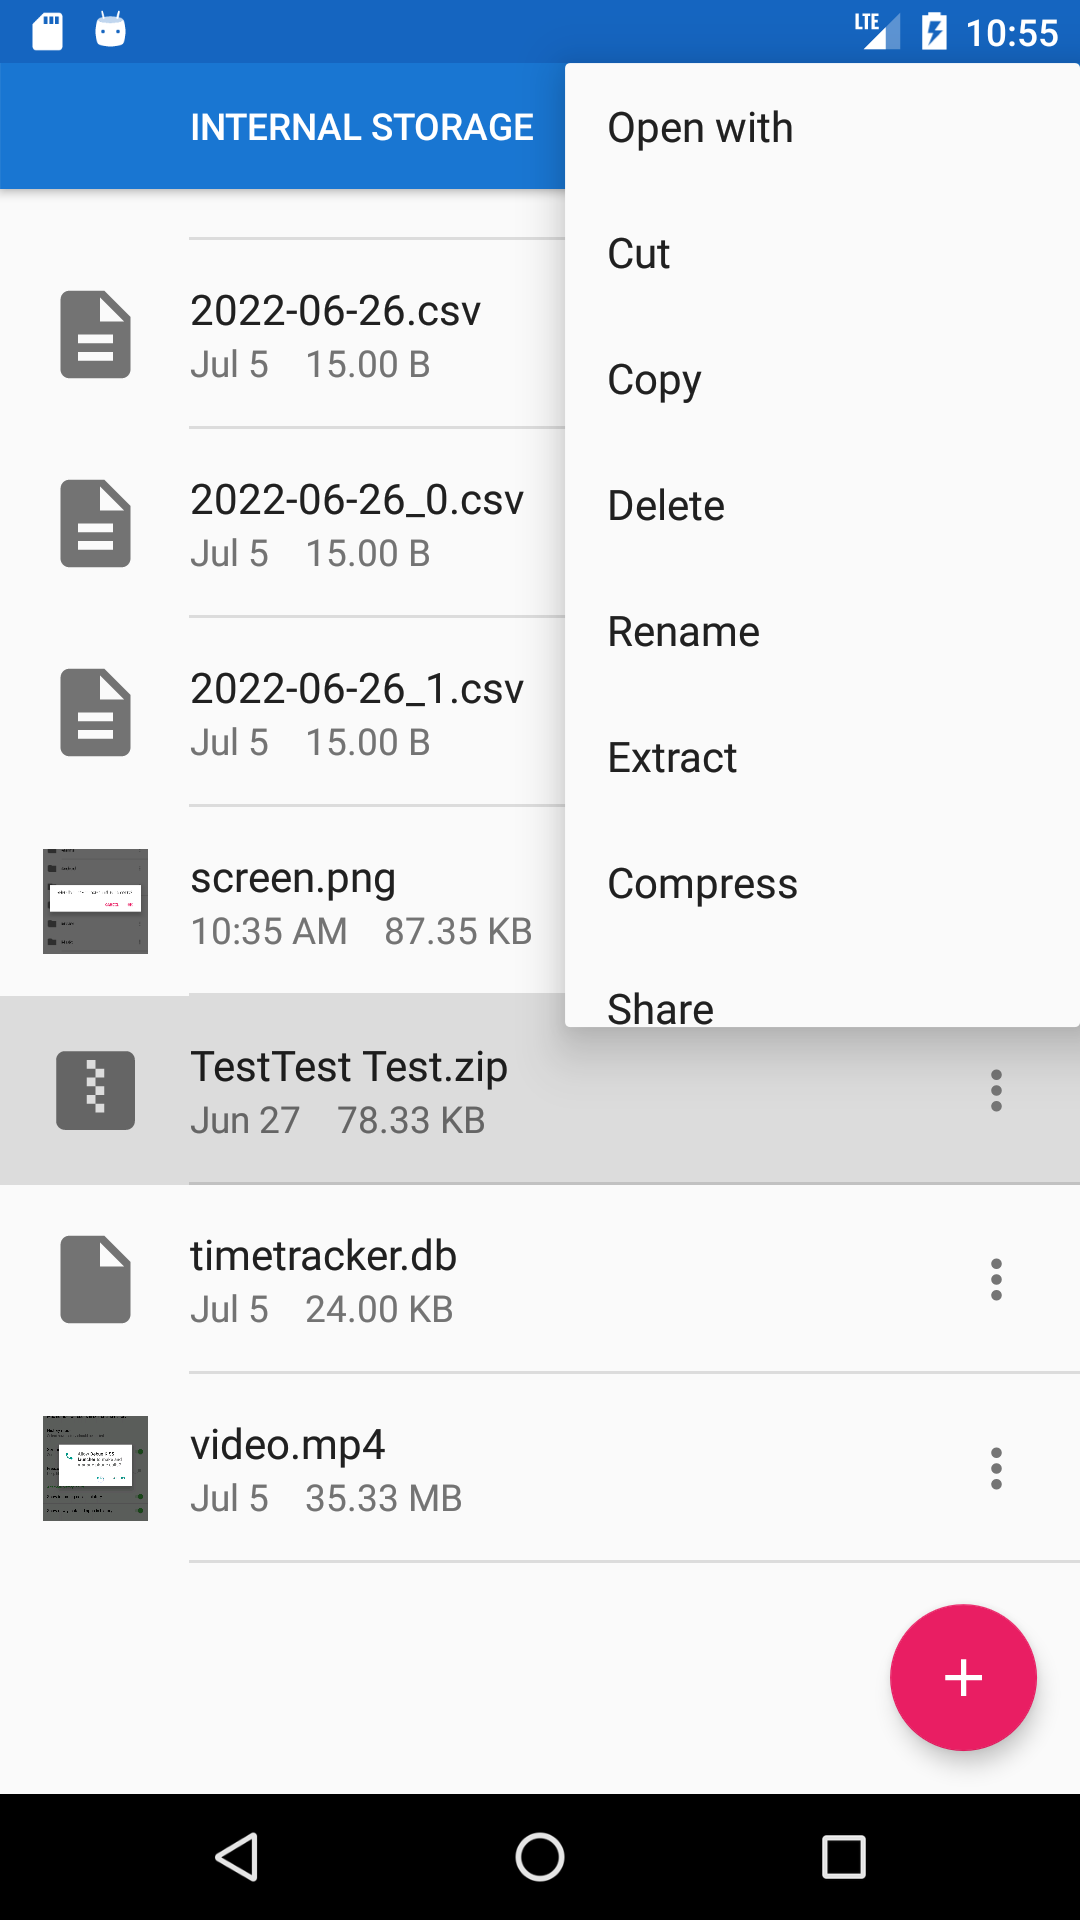 LTE 10:55
INTERNAL STORAGE
2022-06-26.csv
Jul 5 15.00 B
2022-06-26_0.csv
Jul 5 15.00 B
2022-06-26_1.csv
Jul 5 15.00 B
screen.png
10:35 AM 87.35 KB
TestTest Test.zip
Jun 27 78.33 KB
timetracker.db
Jul 5 24.00 KB
video.mp4
Jul 5 35.33 MB
Open with
Cut
Copy
Delete
Rename
Extract
Compress
Share